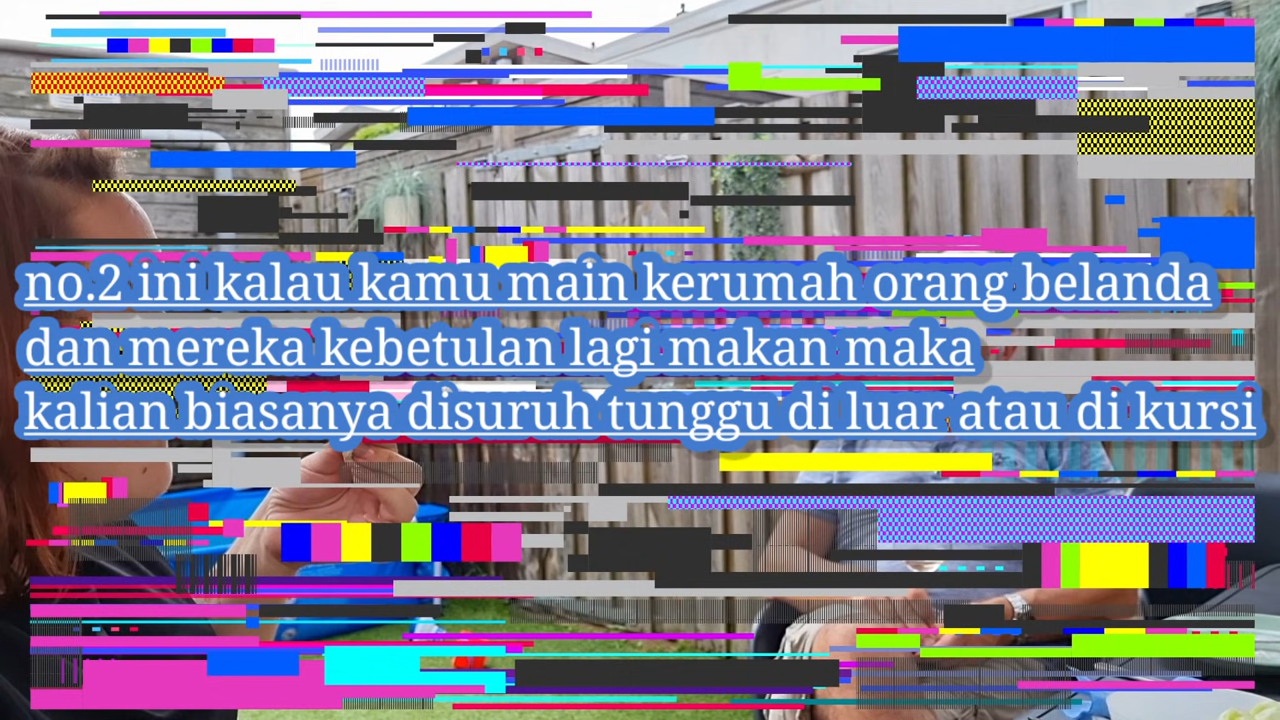 no.2 ini kalau kamu main kerumah orang belanda
dan mereka kebetulan lagi makan maka
kalian biasanya disuruh tunggu di luar atau di kursi